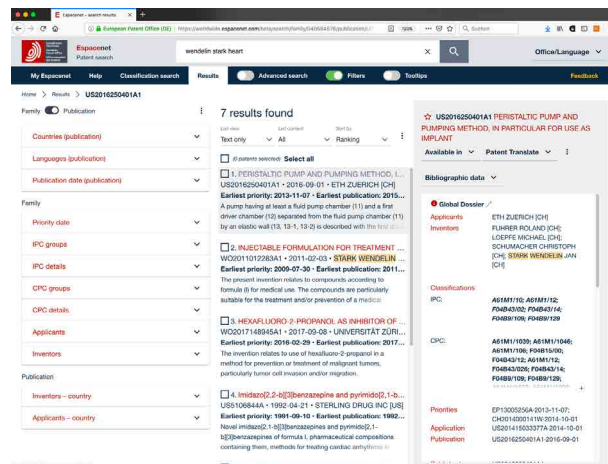 Espacenet - search results
European Patent Office (EP)
https://worldwide.espacenet.com/
Search
Espacenet
Patent search
wendelin stark heart
Office/Language
My Espacenet Help Classification search Results Advanced search Filters Tooltips Feedback
Home > Results > US2016250401A1
Family Publication
Countries (publication)
Languages (publication)
Publication date (publication)
Family
Priority date
IPC groups
IPC details
CPC groups
CPC details
Applicants
Inventors
Publication
Inventors – country
Applicants – country
7 results found
List view List content Sort by
Text only All Ranking
(0 patents selected) Select all
1. PERISTALTIC PUMP AND PUMPING METHOD, I...
US2016250401A1 • 2016-09-01 • ETH ZUERICH [CH]
Earliest priority: 2013-11-07 • Earliest publication: 2015...
A pump having at least a fluid pump chamber (11) and a first
driver chamber (12) separated from the fluid pump chamber (11)
by an elastic wall (13, 13-1, 13-2) is described with the first
2. INJECTABLE FORMULATION FOR TREATMENT ...
WO2011012283A1 • 2011-02-03 • STARK WENDELIN ...
Earliest priority: 2009-07-30 • Earliest publication: 2011...
The present invention relates to compounds according to
formula (I) for medical use. The compounds are particularly
suitable for the treatment and/or prevention of a medical
3. HEXAFLUORO-2-PROPANOL AS INHIBITOR OF ...
WO2017148945A1 • 2017-09-08 • UNIVERSITÄT ZÜRI...
Earliest priority: 2016-02-29 • Earliest publication: 2017...
The invention relates to use of hexafluoro-2-propanol in a
method for prevention or treatment of malignant tumors,
particularly tumor cell invasion and/or migration.
4. Imidazo[2,1-b][3]benzazepine and pyrimido[2,1-b...
US5106844A • 1992-04-21 • STERLING DRUG INC [US]
Earliest priority: 1991-09-10 • Earliest publication: 1992...
Novel imidazo[2,1-b][3]benzazepines and pyrimido[2,1-
b][3]benzazepines of formula I, pharmaceutical compositions
containing them, methods for treating cardiac arrhythmia
US2016250401A1 PERISTALTIC PUMP AND
PUMPING METHOD, IN PARTICULAR FOR USE AS
IMPLANT
Available in Patent Translate
Bibliographic data
Global Dossier
Applicants ETH ZUERICH [CH]
Inventors FUHRER ROLAND [CH];
LOEPFE MICHAEL [CH];
SCHUMACHER CHRISTOPH
[CH]; STARK WENDELIN JAN
[CH]
Classifications
IPC: A61M1/10; A61M1/12;
F04B43/02; F04B43/14;
F04B9/109; F04B9/129
CPC: A61M1/1039; A61M1/1046;
A61M1/106; F04B15/00;
F04B43/12; A61M1/12;
F04B43/026; F04B43/14;
F04B9/109; F04B9/129;
Priorities EP13005256A·2013-11-07;
CH2014000141W·2014-10-01
Application US201415033377A·2014-10-01
Publication US2016250401A1·2016-09-01